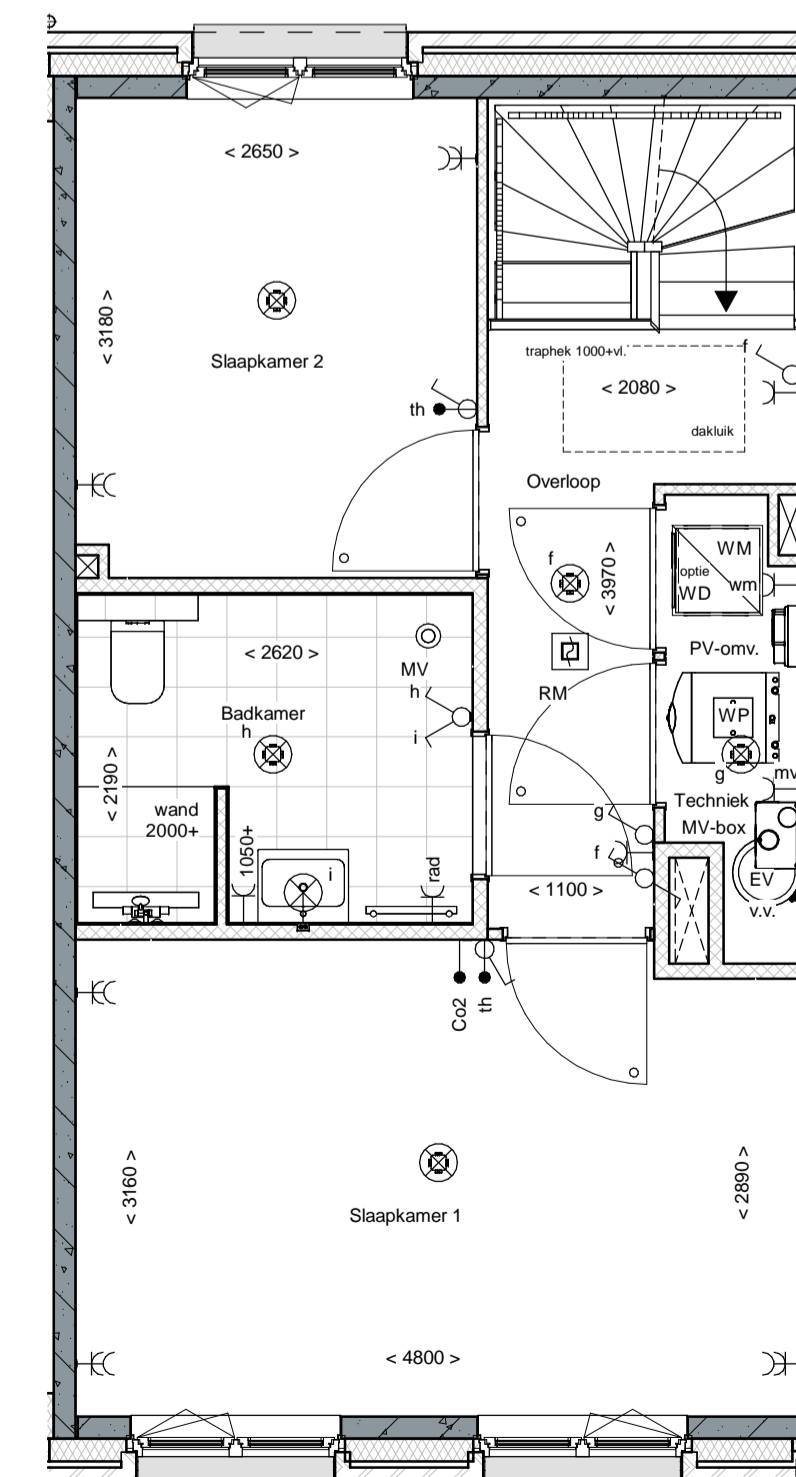 < 2650 >
< 3180 >
Slaapkamer 2
th
traphek 1000+vl.
f
< 2080 >
dakluik
Overloop
f
< 3970 >
WM
optie
WD
wm
PV-omv.
RM
WP
g
mv
Techniek
MV-box
EV
v.v.
< 2620 >
MV
h
i
Badkamer
h
< 2190 >
wand
2000+
1050+
i
rad
g
f
< 1100 >
Co2
th
< 3160 >
< 2890 >
Slaapkamer 1
< 4800 >